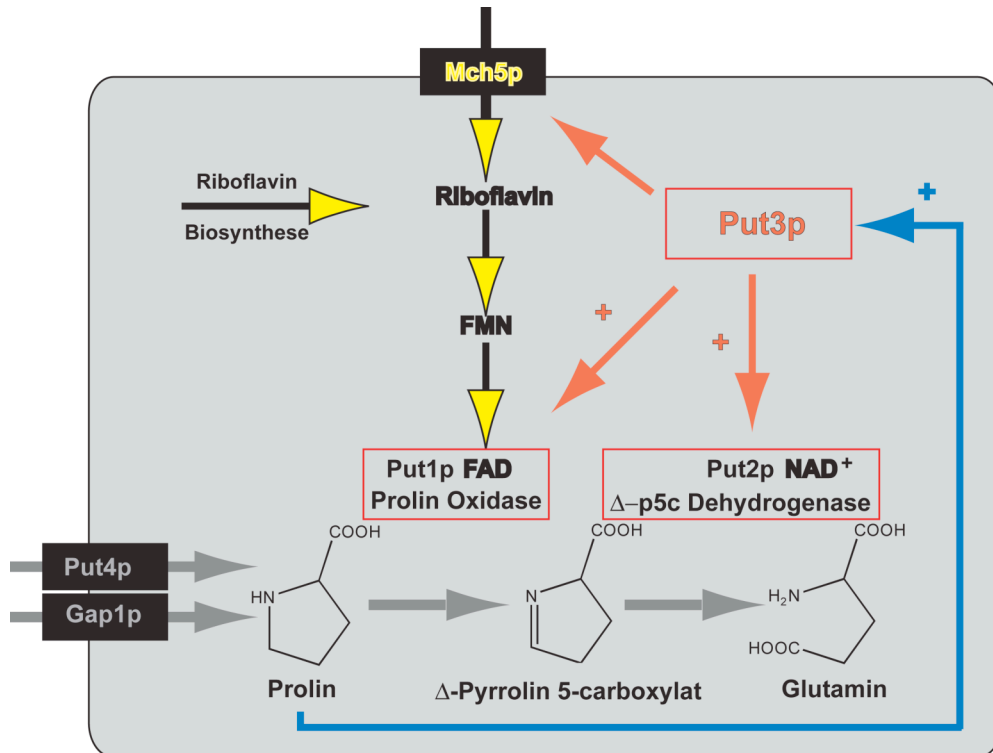 Mch5p
Riboflavin
Biosynthese
Riboflavin
+
Put3p
FMN
+
+
Put1p FAD
Prolin Oxidase
Put2p NAD+
Δ–p5c Dehydrogenase
Put4p
Gap1p
COOH
HN
COOH
N
COOH
H₂N
HOOC
Prolin
Δ-Pyrrolin 5-carboxylat
Glutamin